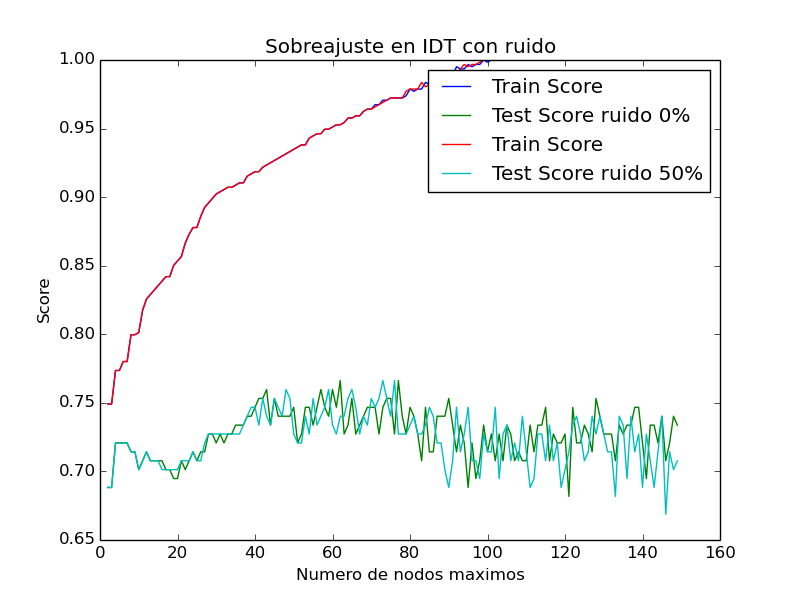 Sobreajuste en IDT con ruido
Train Score
Test Score ruido 0%
Train Score
Test Score ruido 50%
Score
1.00
0.95
0.90
0.85
0.80
0.75
0.70
0.65
0 20 40 60 80 100 120 140 160
Numero de nodos maximos